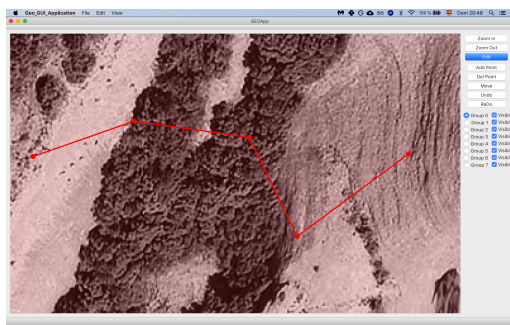 Geo_GUI_Application File Edit View 100% Dom 20:48
GEOApp
Zoom In
Zoom Out
Edit
Add Point
Del Point
Move
Undo
ReDo
Group 0 Visibl
Group 1 Visibl
Group 2 Visibl
Group 3 Visibl
Group 4 Visibl
Group 5 Visibl
Group 6 Visibl
Group 7 Visibl